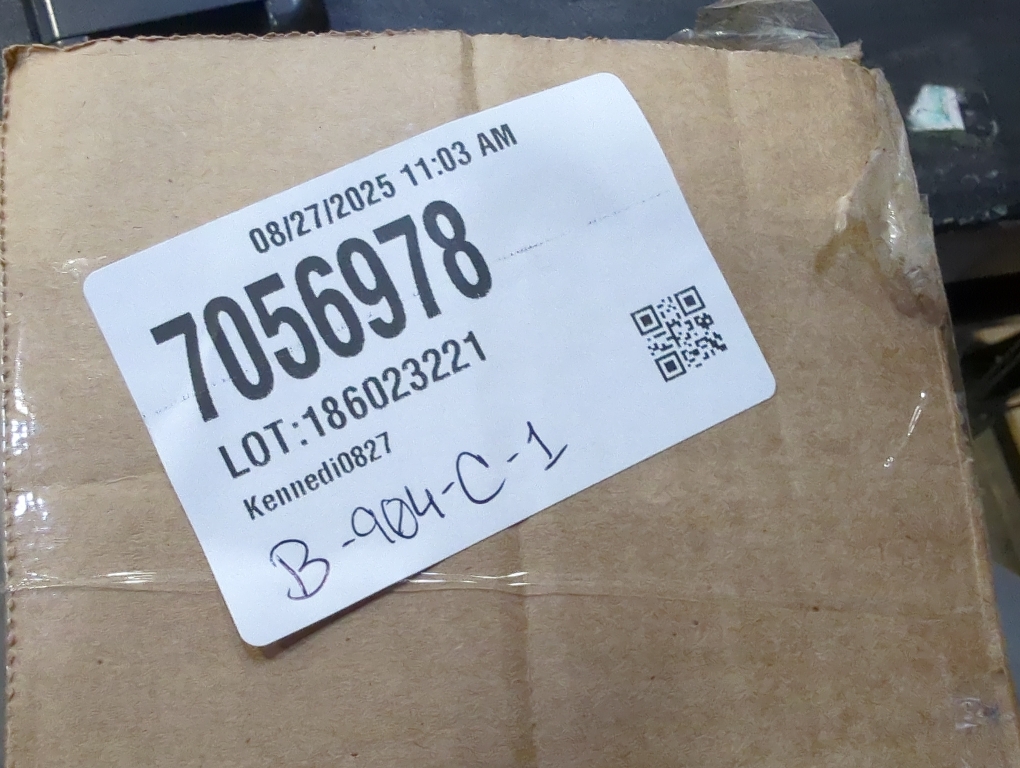 08/27/2025 11:03 AM
7056978
LOT:186023221
Kennedi0827
B-904-C-1